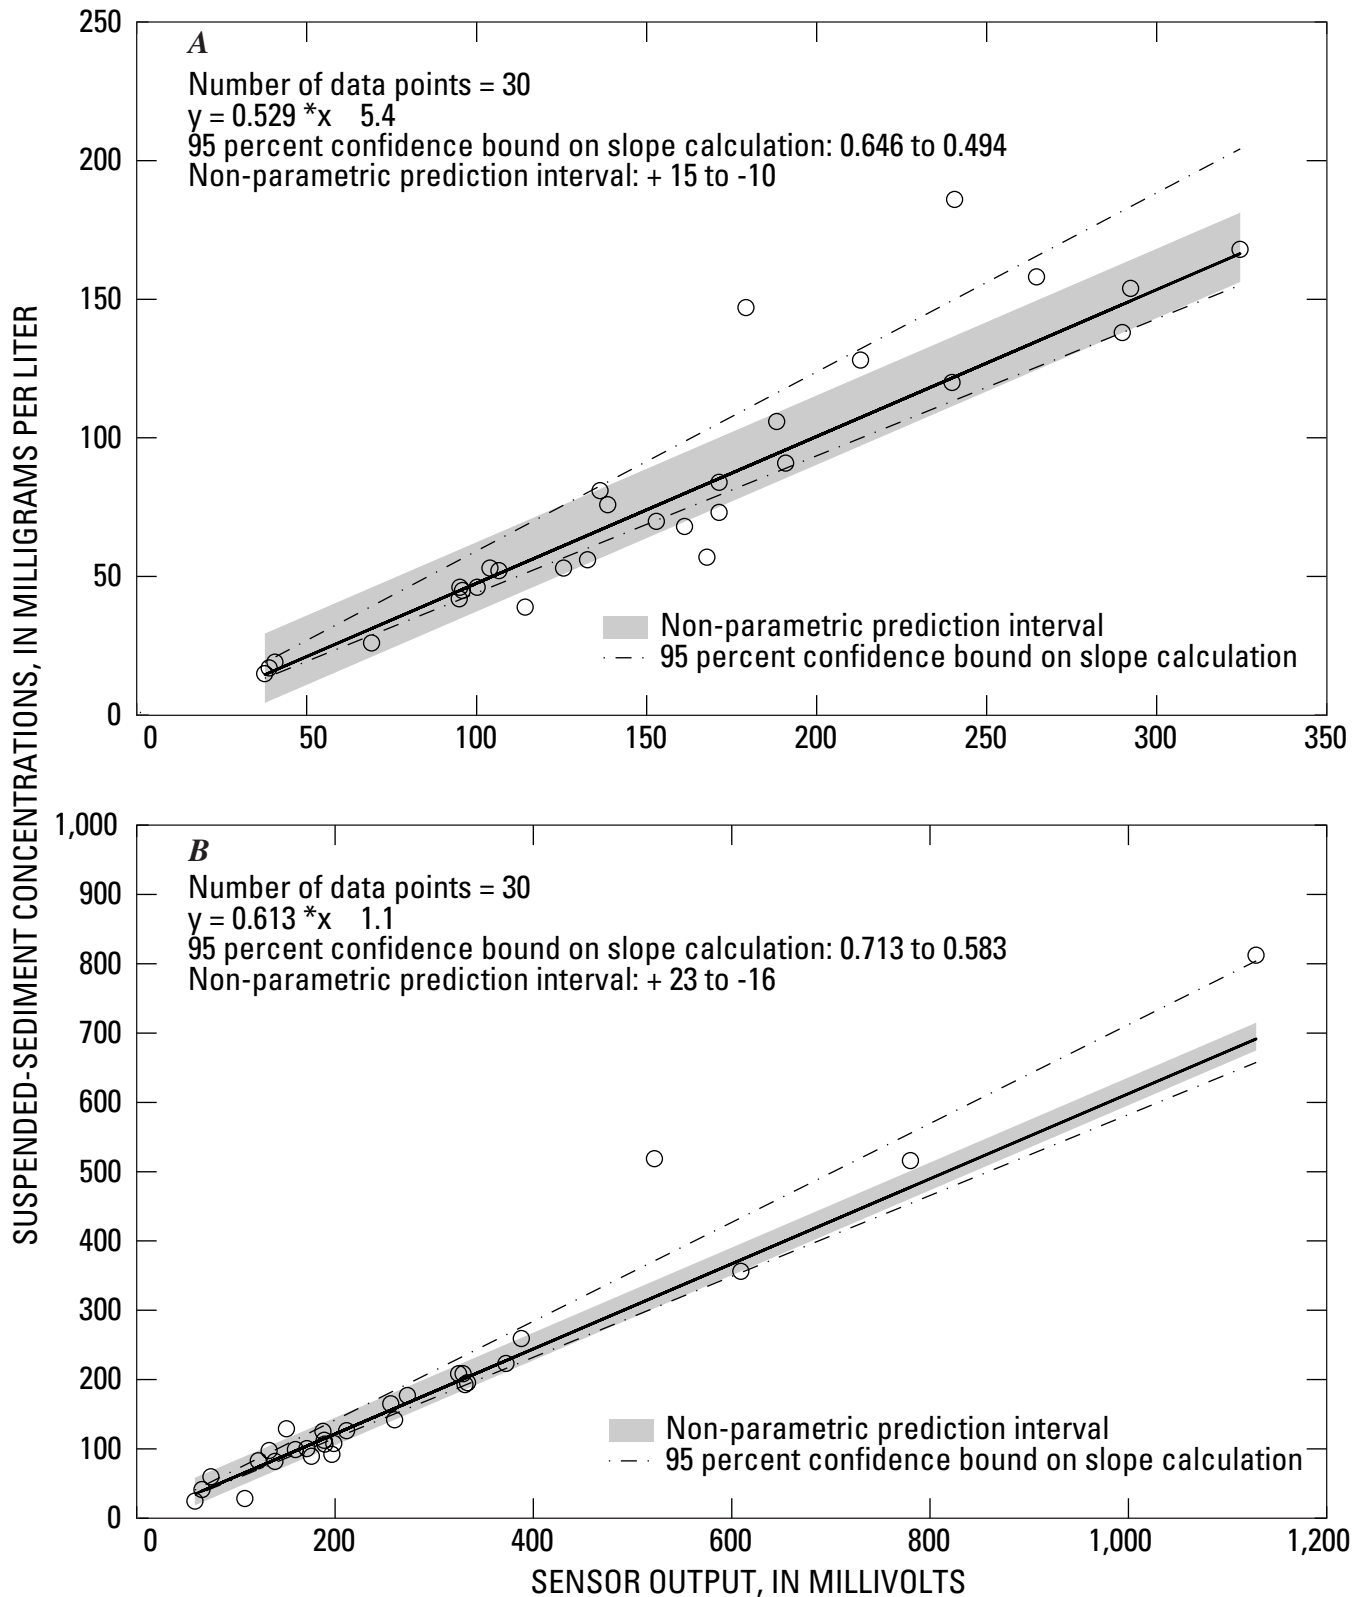 SUSPENDED-SEDIMENT CONCENTRATIONS, IN MILLIGRAMS PER LITER
A
Number of data points = 30
y = 0.529 *x 5.4
95 percent confidence bound on slope calculation: 0.646 to 0.494
Non-parametric prediction interval: + 15 to -10
250
200
150
100
50
0
Non-parametric prediction interval
95 percent confidence bound on slope calculation
0 50 100 150 200 250 300 350
B
Number of data points = 30
y = 0.613 *x 1.1
95 percent confidence bound on slope calculation: 0.713 to 0.583
Non-parametric prediction interval: + 23 to -16
1,000
900
800
700
600
500
400
300
200
100
0
Non-parametric prediction interval
95 percent confidence bound on slope calculation
0 200 400 600 800 1,000 1,200
SENSOR OUTPUT, IN MILLIVOLTS